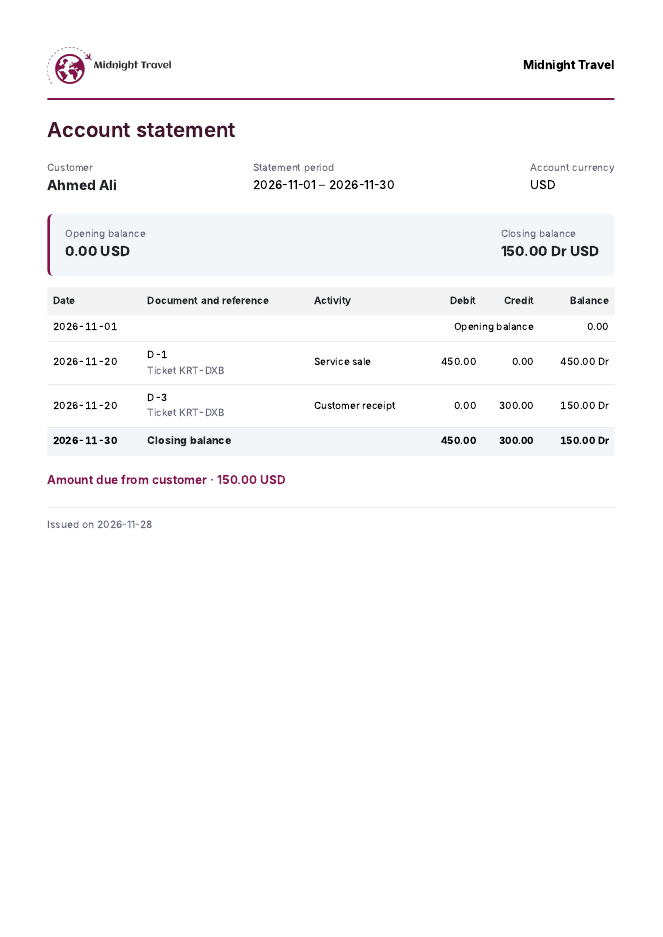 Midnight Travel
Midnight Travel
Account statement
Customer Statement period Account currency
Ahmed Ali 2026-11-01 – 2026-11-30 USD
Opening balance Closing balance
0.00 USD 150.00 Dr USD
Date Document and reference Activity Debit Credit Balance
2026-11-01 Opening balance 0.00
2026-11-20 D-1 Service sale 450.00 0.00 450.00 Dr
Ticket KRT-DXB
2026-11-20 D-3 Customer receipt 0.00 300.00 150.00 Dr
Ticket KRT-DXB
2026-11-30 Closing balance 450.00 300.00 150.00 Dr
Amount due from customer · 150.00 USD
Issued on 2026-11-28